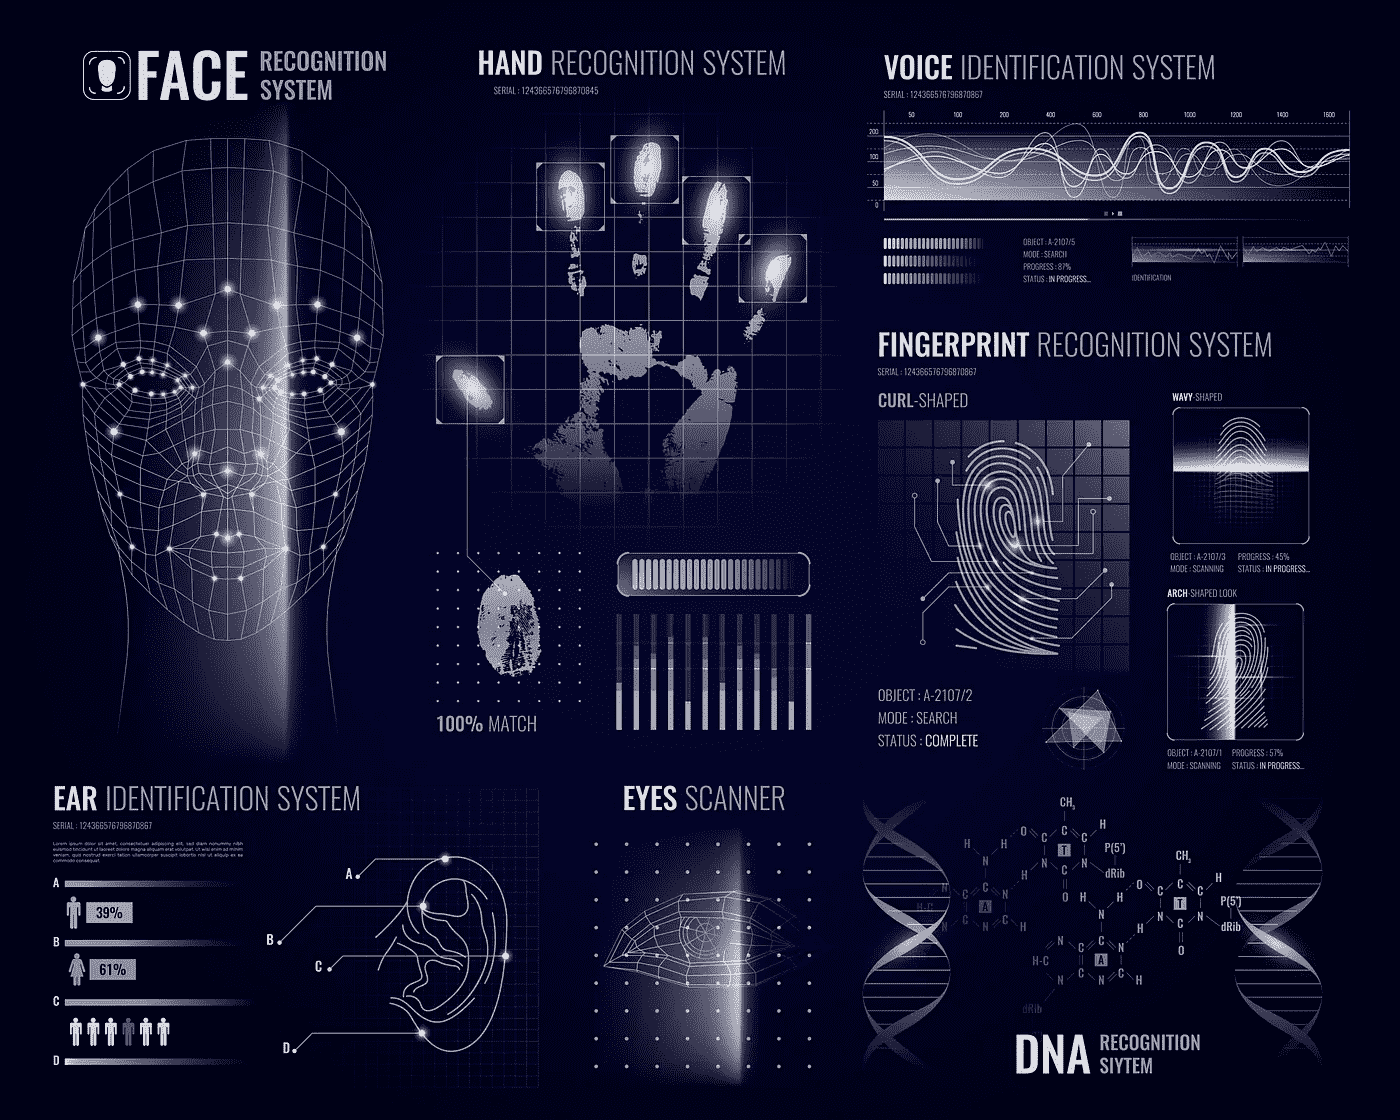 FACE RECOGNITION
SYSTEM
HAND RECOGNITION SYSTEM
SERIAL : 124366576796870845
100% MATCH
VOICE IDENTIFICATION SYSTEM
SERIAL : 124366576796870867
50 100 200 400 600 800 1000 1200 1400 1600
200
100
50
0
OBJECT : A-2107/5
MODE : SEARCH
PROGRESS : 87%
STATUS : IN PROGRESS...
IDENTIFICATION
FINGERPRINT RECOGNITION SYSTEM
SERIAL : 124366576796870867
CURL-SHAPED
OBJECT : A-2107/2
MODE : SEARCH
STATUS : COMPLETE
WAVY-SHAPED
OBJECT : A-2107/3 PROGRESS : 45%
MODE : SCANNING STATUS : IN PROGRESS...
ARCH-SHAPED LOOK
OBJECT : A-2107/1 PROGRESS : 57%
MODE : SCANNING STATUS : IN PROGRESS...
EAR IDENTIFICATION SYSTEM
SERIAL : 124366576796870867
Lorem ipsum dolor sit amet, consectetuer adipiscing elit, sed diam nonummy nibh
euismod tincidunt ut laoreet dolore magna aliquam erat volutpat. Ut wisi enim ad minim
veniam, quis nostrud exerci tation ullamcorper suscipit lobortis nisl ut aliquip ex ea
commodo consequat.
A
39%
B
61%
C
D
A
B
C
D
EYES SCANNER
CH3
O C C H
H H T P(5')
N C N dRib
O
H
N
H-C
A
C N H
CH3
H O C C H
N T P(5')
N C N dRib
O
H-C A
N H
dRib
DNA RECOGNITION
SIYTEM